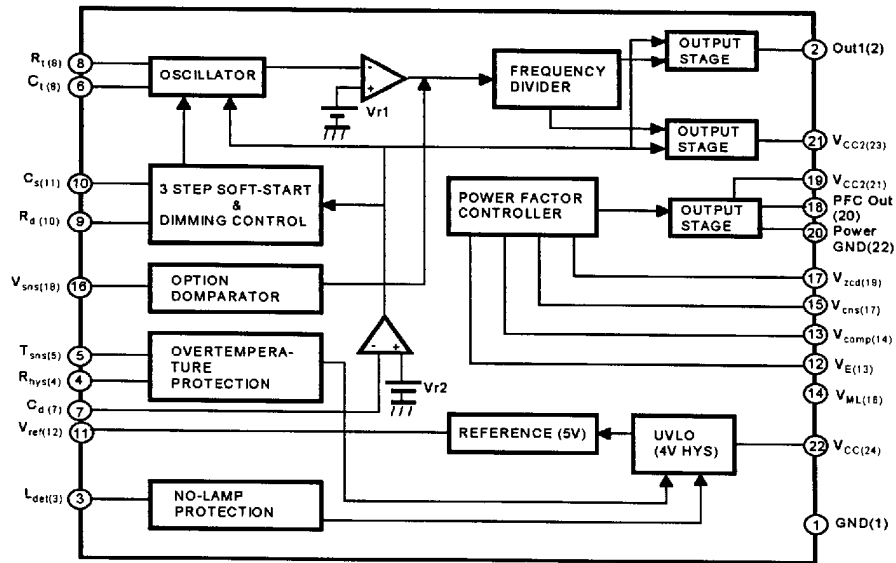 Rt(8)
8
OSCILLATOR
Ct(8)
6
-
+
Vr1
FREQUENCY
DIVIDER
OUTPUT
STAGE
2
Out1(2)
OUTPUT
STAGE
21
VCC2(23)
Cs(11)
10
3 STEP SOFT-START
&
DIMMING CONTROL
Rd(10)
9
POWER FACTOR
CONTROLLER
OUTPUT
STAGE
19
VCC2(21)
18
PFC Out
(20)
20
Power
GND(22)
Vsns(18)
16
OPTION
DOMPARATOR
17
Vzcd(19)
15
Vcns(17)
13
Vcomp(14)
12
VE(13)
14
VML(16)
Tsns(5)
5
OVERTEMPERA-
TURE
PROTECTION
Rhys(4)
4
-
+
Vr2
Cd(7)
7
Vref(12)
11
REFERENCE (5V)
UVLO
(4V HYS)
22
VCC(24)
Ldet(3)
3
NO-LAMP
PROTECTION
1
GND(1)